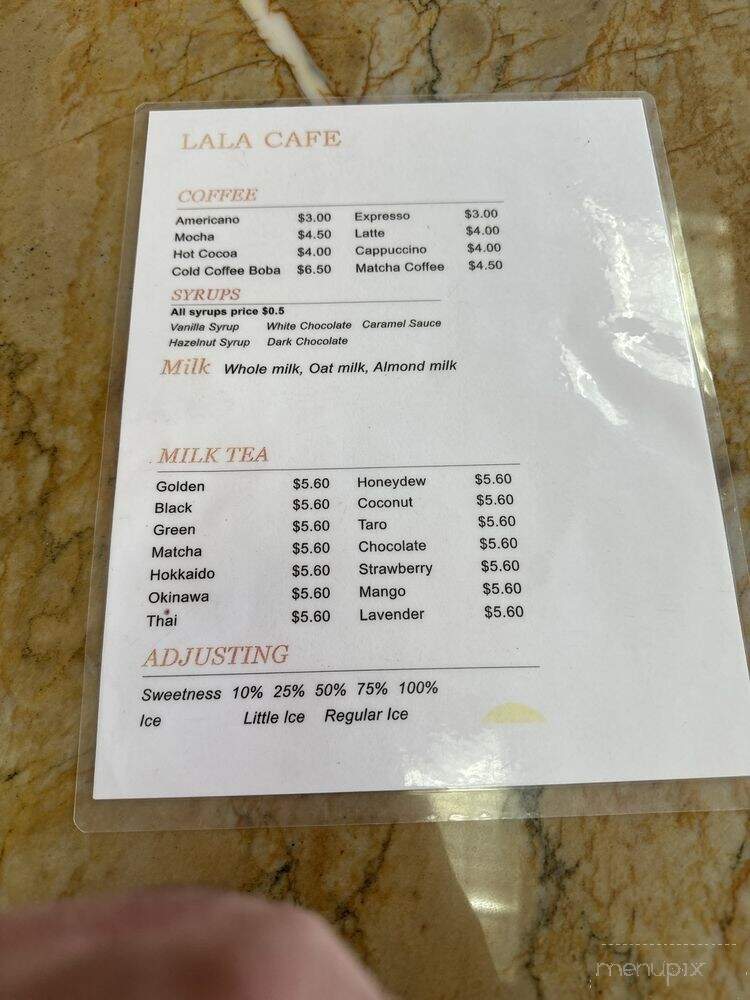 LALA CAFE
COFFEE
Americano $3.00 Expresso $3.00
Mocha $4.50 Latte $4.00
Hot Cocoa $4.00 Cappuccino $4.00
Cold Coffee Boba $6.50 Matcha Coffee $4.50
SYRUPS
All syrups price $0.5
Vanilla Syrup White Chocolate Caramel Sauce
Hazelnut Syrup Dark Chocolate
Milk Whole milk, Oat milk, Almond milk
MILK TEA
Golden $5.60 Honeydew $5.60
Black $5.60 Coconut $5.60
Green $5.60 Taro $5.60
Matcha $5.60 Chocolate $5.60
Hokkaido $5.60 Strawberry $5.60
Okinawa $5.60 Mango $5.60
Thai $5.60 Lavender $5.60
ADJUSTING
Sweetness 10% 25% 50% 75% 100%
Ice Little Ice Regular Ice
menupix